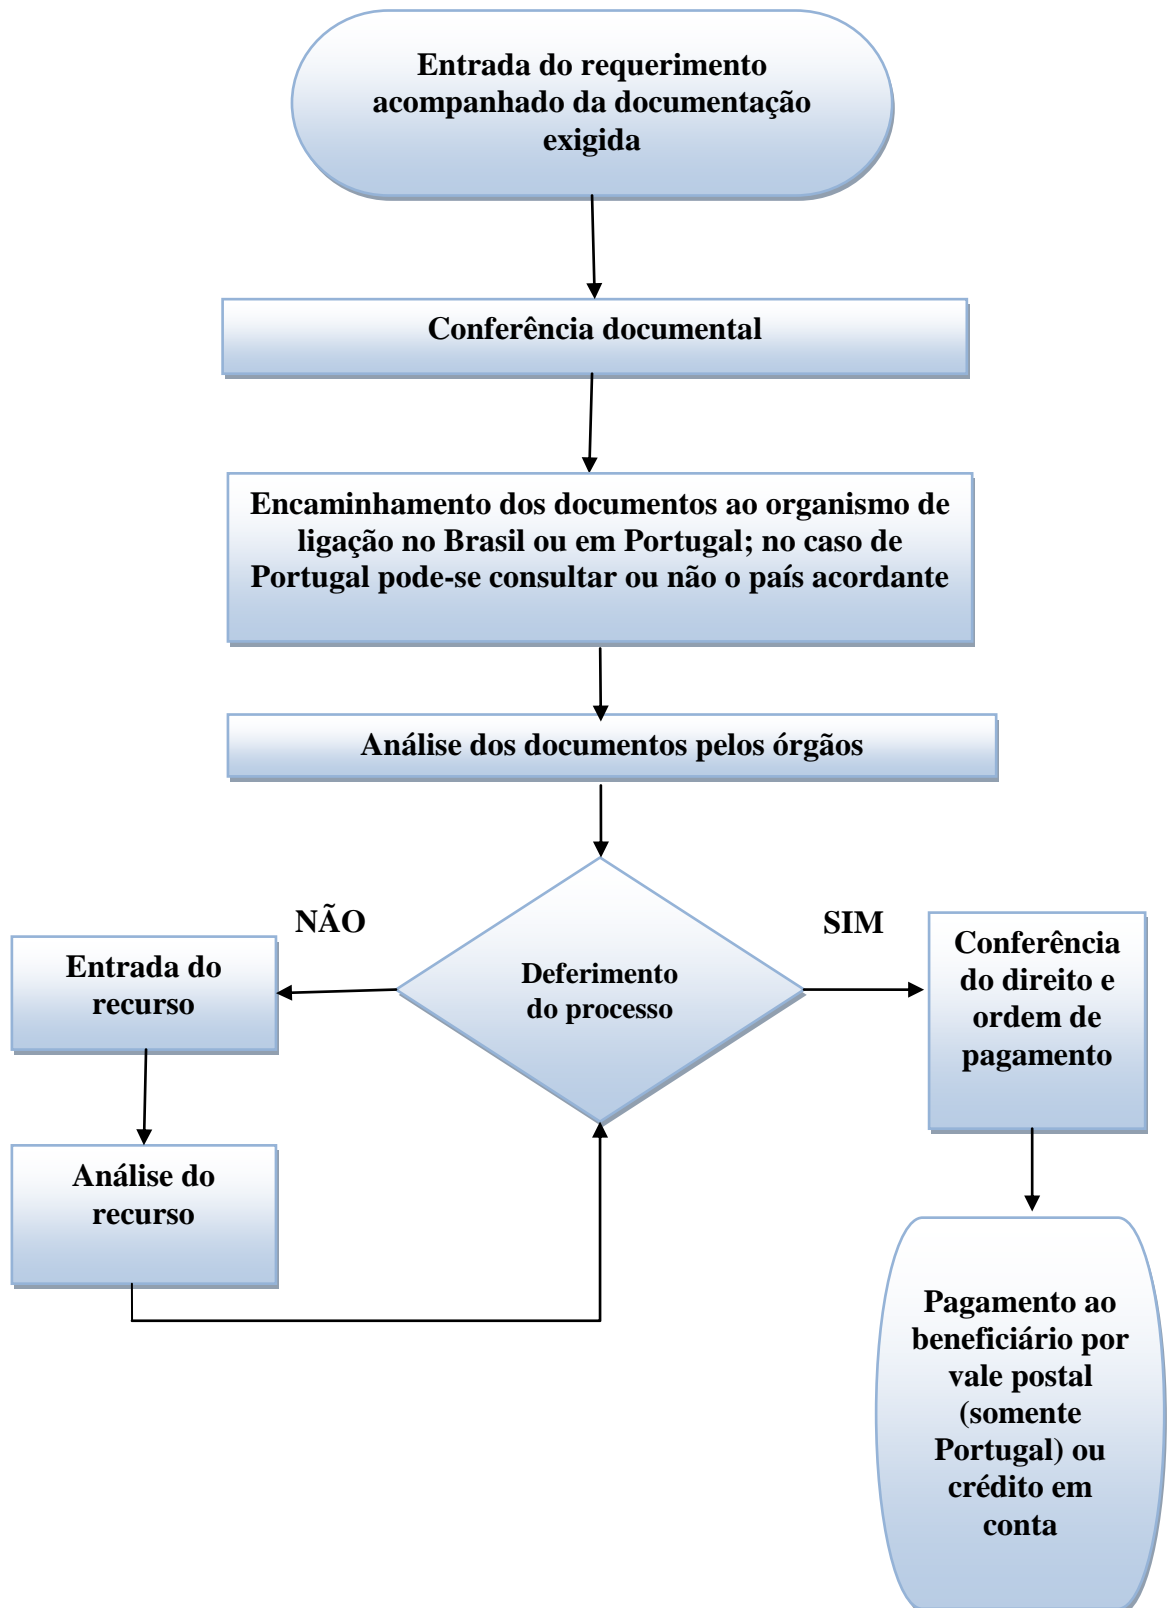 Entrada do requerimento
acompanhado da documentação
exigida
Conferência documental
Encaminhamento dos documentos ao organismo de
ligação no Brasil ou em Portugal; no caso de
Portugal pode-se consultar ou não o país acordante
Análise dos documentos pelos órgãos
NÃO
SIM
Deferimento
do processo
Entrada do
recurso
Análise do
recurso
Conferência
do direito e
ordem de
pagamento
Pagamento ao
beneficiário por
vale postal
(somente
Portugal) ou
crédito em
conta